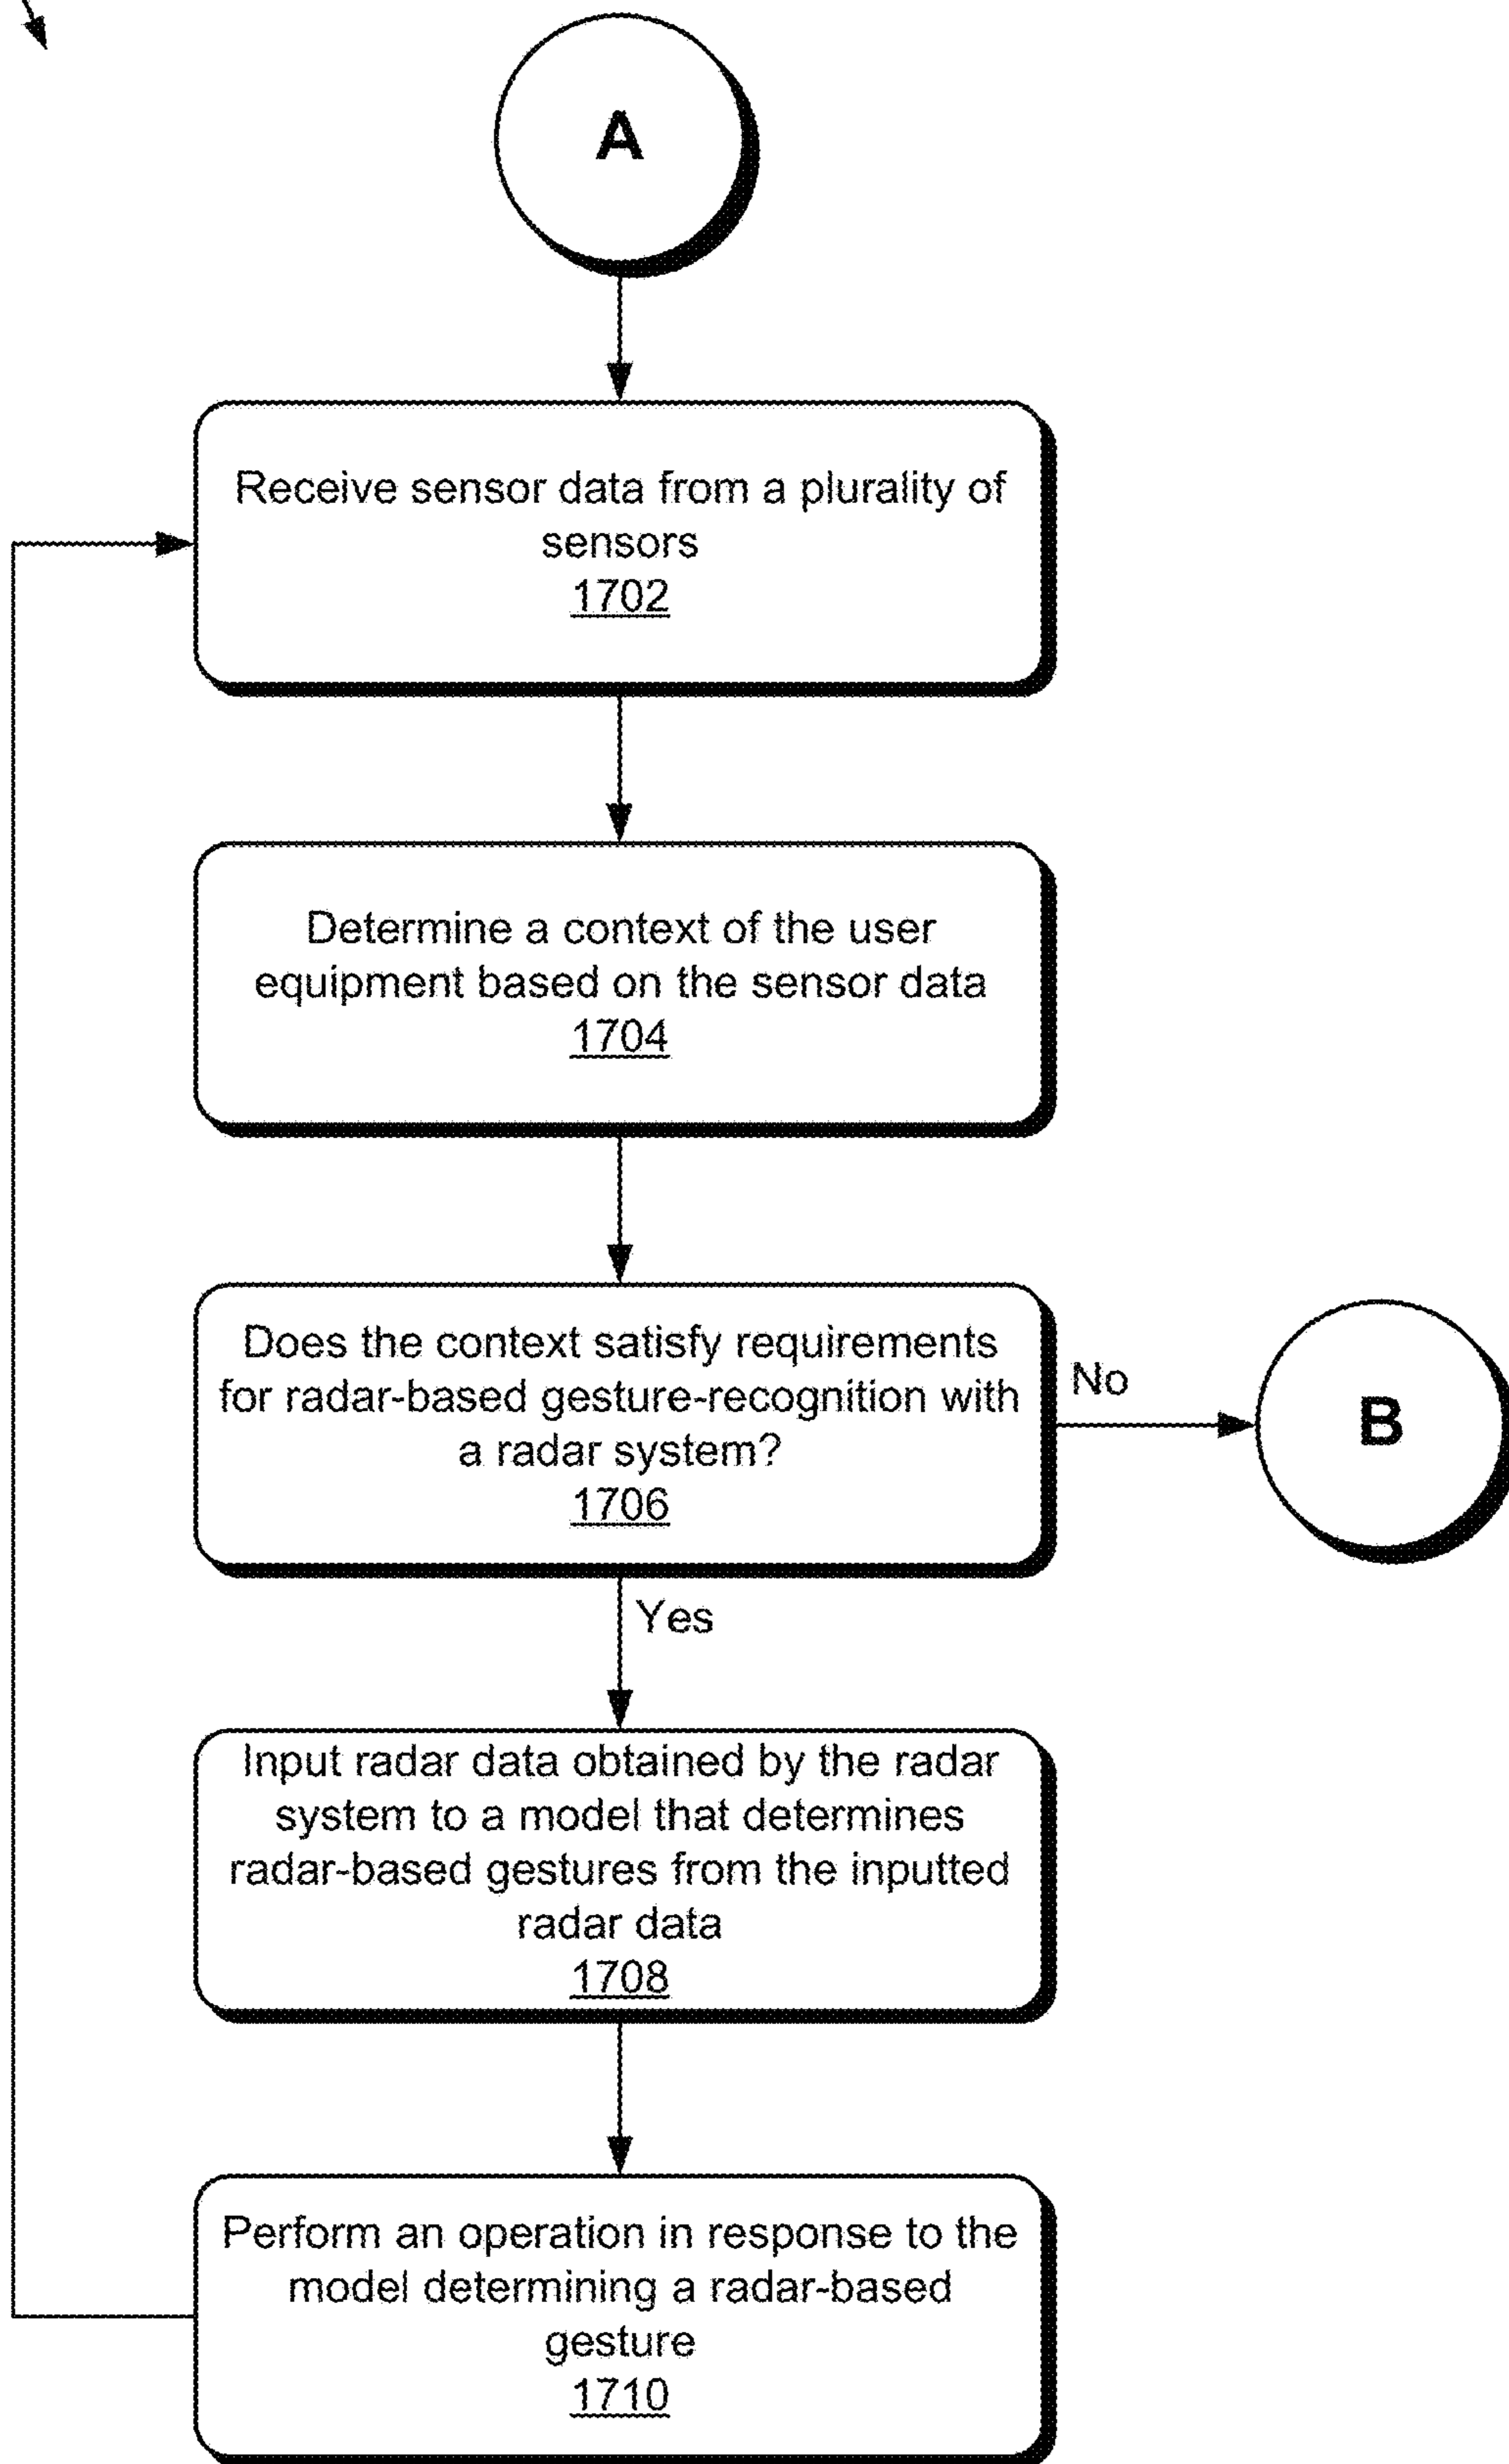 A
Receive sensor data from a plurality of
sensors
1702
Determine a context of the user
equipment based on the sensor data
1704
Does the context satisfy requirements
for radar-based gesture-recognition with
a radar system?
1706
No
B
Yes
Input radar data obtained by the radar
system to a model that determines
radar-based gestures from the inputted
radar data
1708
Perform an operation in response to the
model determining a radar-based
gesture
1710